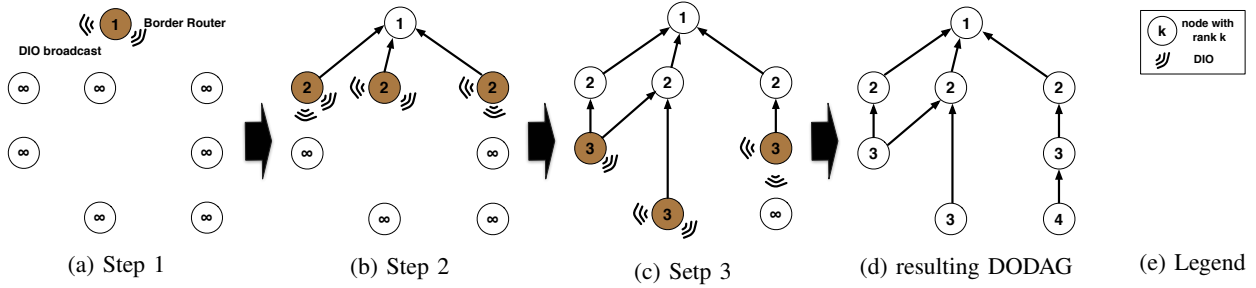 1 Border Router
DIO broadcast
∞ ∞ ∞
∞ ∞
∞ ∞
(a) Step 1
1
2 2 2
∞ ∞
∞ ∞
(b) Step 2
1
2 2 2
3 3
3 ∞
(c) Setp 3
1
2 2 2
3 3
3 4
(d) resulting DODAG
k node with
rank k
DIO
(e) Legend